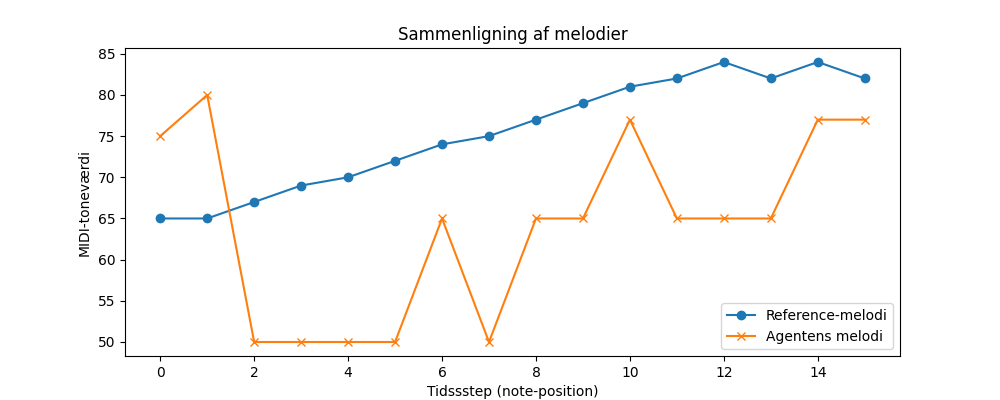 Sammenligning af melodier
MIDI-toneværdi
85
80
75
70
65
60
55
50
0 2 4 6 8 10 12 14
Tidssstep (note-position)
Reference-melodi
Agentens melodi